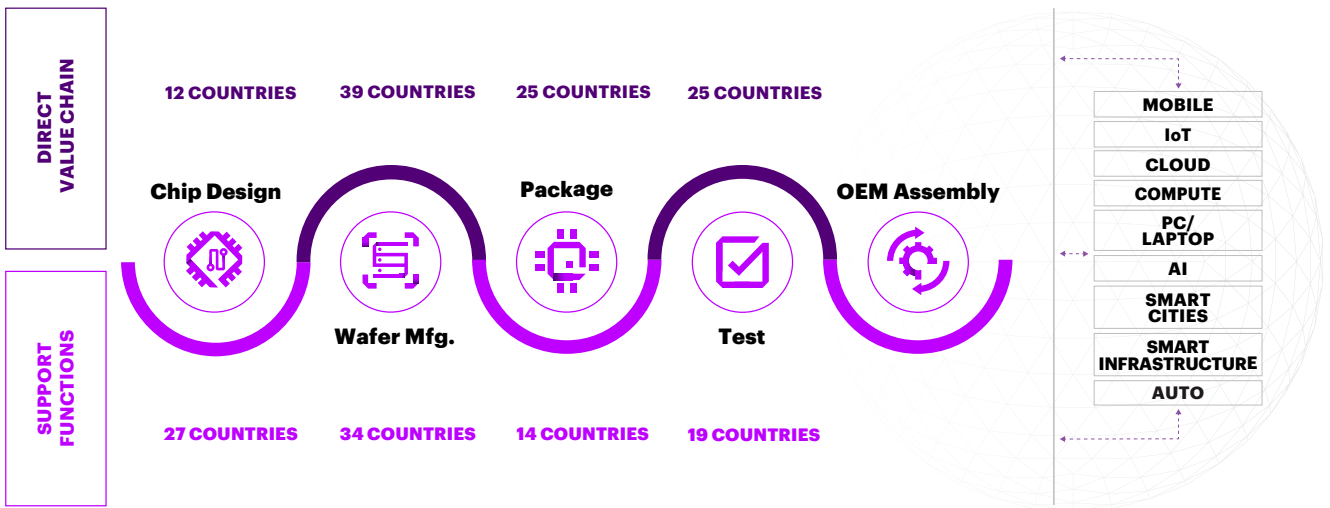 DIRECT
VALUE CHAIN
12 COUNTRIES
39 COUNTRIES
25 COUNTRIES
25 COUNTRIES
Chip Design
Package
OEM Assembly
Wafer Mfg.
Test
SUPPORT
FUNCTIONS
27 COUNTRIES
34 COUNTRIES
14 COUNTRIES
19 COUNTRIES
MOBILE
IoT
CLOUD
COMPUTE
PC/
LAPTOP
AI
SMART
CITIES
SMART
INFRASTRUCTURE
AUTO